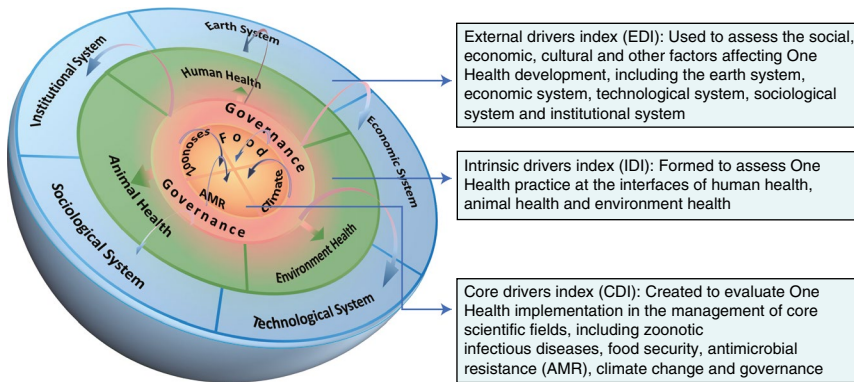 Earth System
Institutional System
Human Health
Economic System
Governance
Food
Zoonoses
Climate
AMR
Governance
Animal Health
Environment Health
Sociological System
Technological System
External drivers index (EDI): Used to assess the social,
economic, cultural and other factors affecting One
Health development, including the earth system,
economic system, technological system, sociological
system and institutional system
Intrinsic drivers index (IDI): Formed to assess One
Health practice at the interfaces of human health,
animal health and environment health
Core drivers index (CDI): Created to evaluate One
Health implementation in the management of core
scientific fields, including zoonotic
infectious diseases, food security, antimicrobial
resistance (AMR), climate change and governance